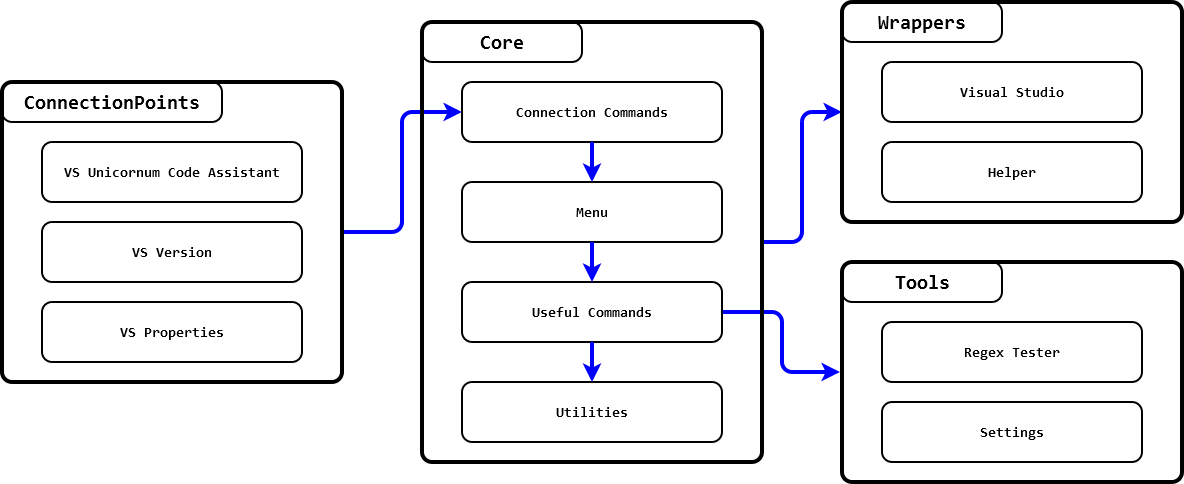 ConnectionPoints
VS Unicornum Code Assistant
VS Version
VS Properties
Core
Connection Commands
Menu
Useful Commands
Utilities
Wrappers
Visual Studio
Helper
Tools
Regex Tester
Settings